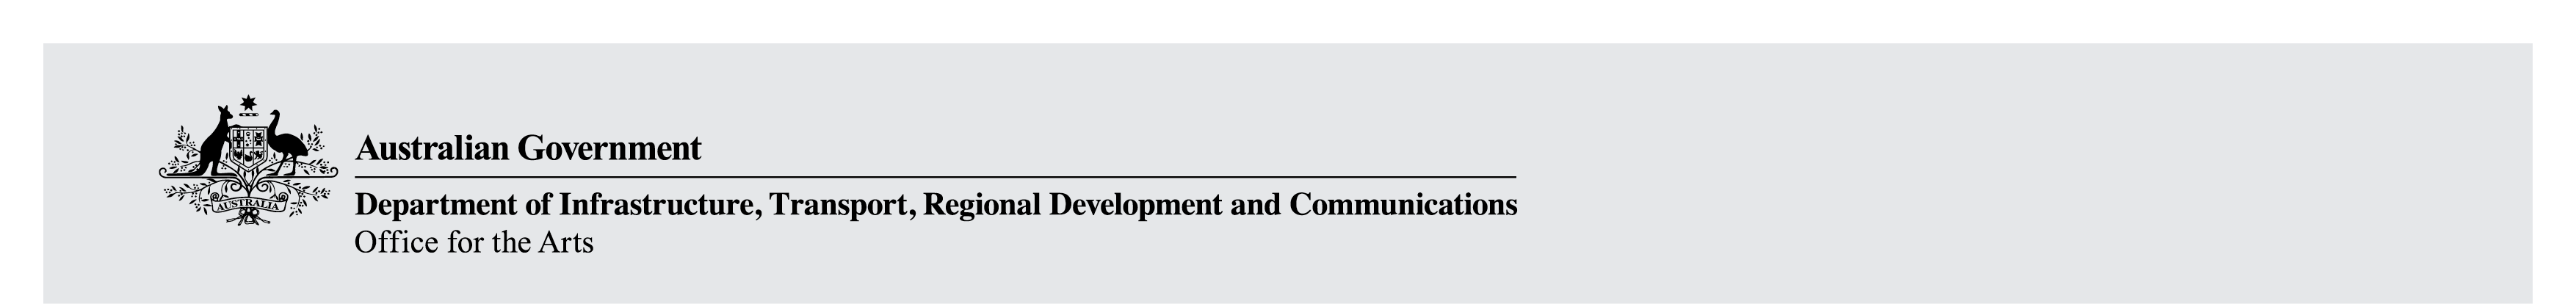 Australian Government
Department of Infrastructure, Transport, Regional Development and Communications
Office for the Arts
AUSTRALIA